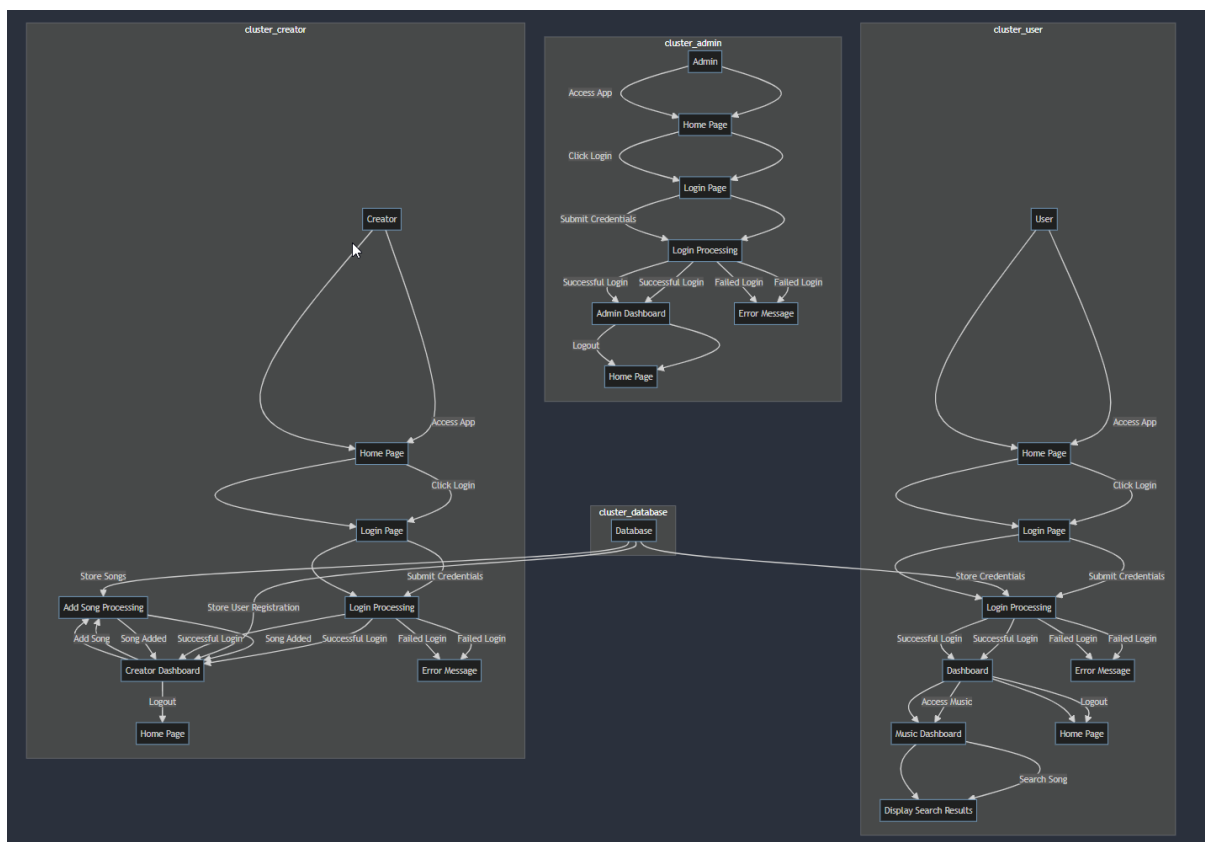 cluster_creator
Creator
Access App
Home Page
Click Login
Login Page
Submit Credentials
Store Songs
Add Song Processing
Store User Registration
Login Processing
Add Song
Song Added
Successful Login
Song Added
Successful Login
Failed Login
Failed Login
Creator Dashboard
Error Message
Logout
Home Page
cluster_admin
Admin
Access App
Home Page
Click Login
Login Page
Submit Credentials
Login Processing
Successful Login
Successful Login
Failed Login
Failed Login
Admin Dashboard
Error Message
Logout
Home Page
cluster_database
Database
cluster_user
User
Access App
Home Page
Click Login
Login Page
Store Credentials
Submit Credentials
Login Processing
Successful Login
Successful Login
Failed Login
Failed Login
Dashboard
Error Message
Access Music
Logout
Music Dashboard
Home Page
Search Song
Display Search Results